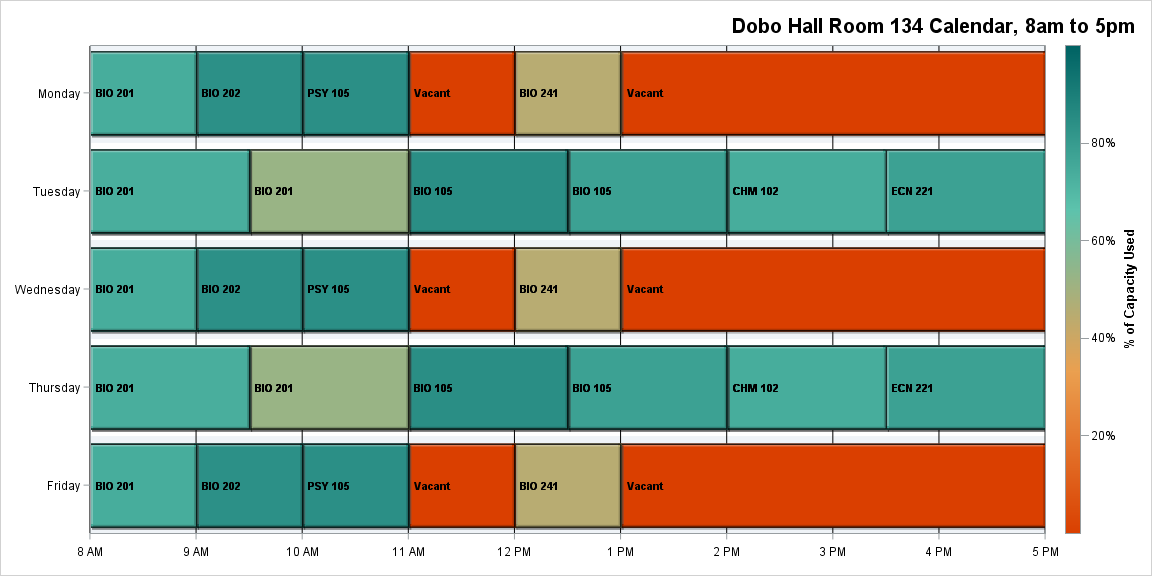 Dobo Hall Room 134 Calendar, 8am to 5pm
Monday BIO 201 BIO 202 PSY 105 Vacant BIO 241 Vacant
80%
Tuesday BIO 201 BIO 201 BIO 105 BIO 105 CHM 102 ECN 221
60%
Wednesday BIO 201 BIO 202 PSY 105 Vacant BIO 241 Vacant
% of Capacity Used
40%
Thursday BIO 201 BIO 201 BIO 105 BIO 105 CHM 102 ECN 221
20%
Friday BIO 201 BIO 202 PSY 105 Vacant BIO 241 Vacant
8 AM 9 AM 10 AM 11 AM 12 PM 1 PM 2 PM 3 PM 4 PM 5 PM